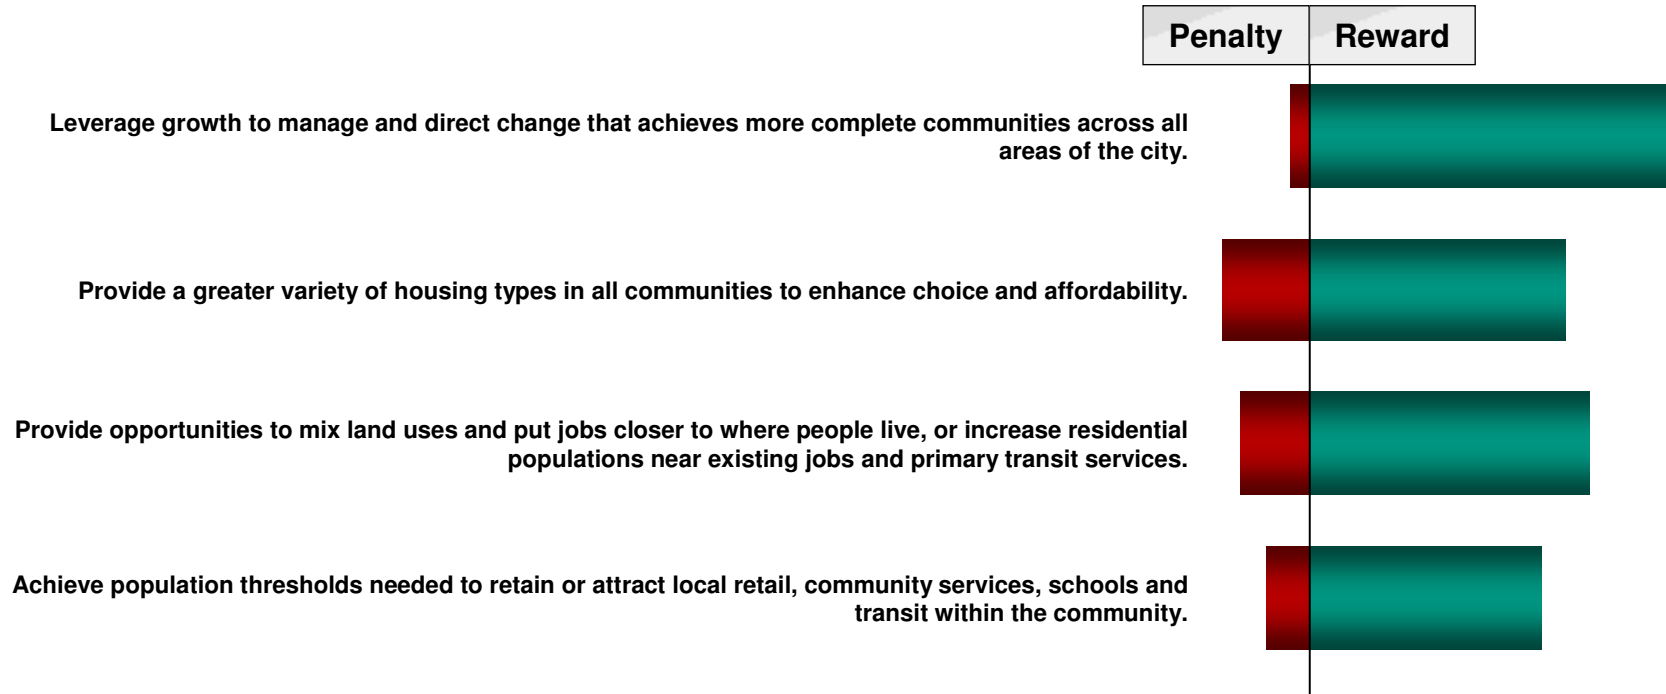 Penalty Reward
Leverage growth to manage and direct change that achieves more complete communities across all
areas of the city.
Provide a greater variety of housing types in all communities to enhance choice and affordability.
Provide opportunities to mix land uses and put jobs closer to where people live, or increase residential
populations near existing jobs and primary transit services.
Achieve population thresholds needed to retain or attract local retail, community services, schools and
transit within the community.